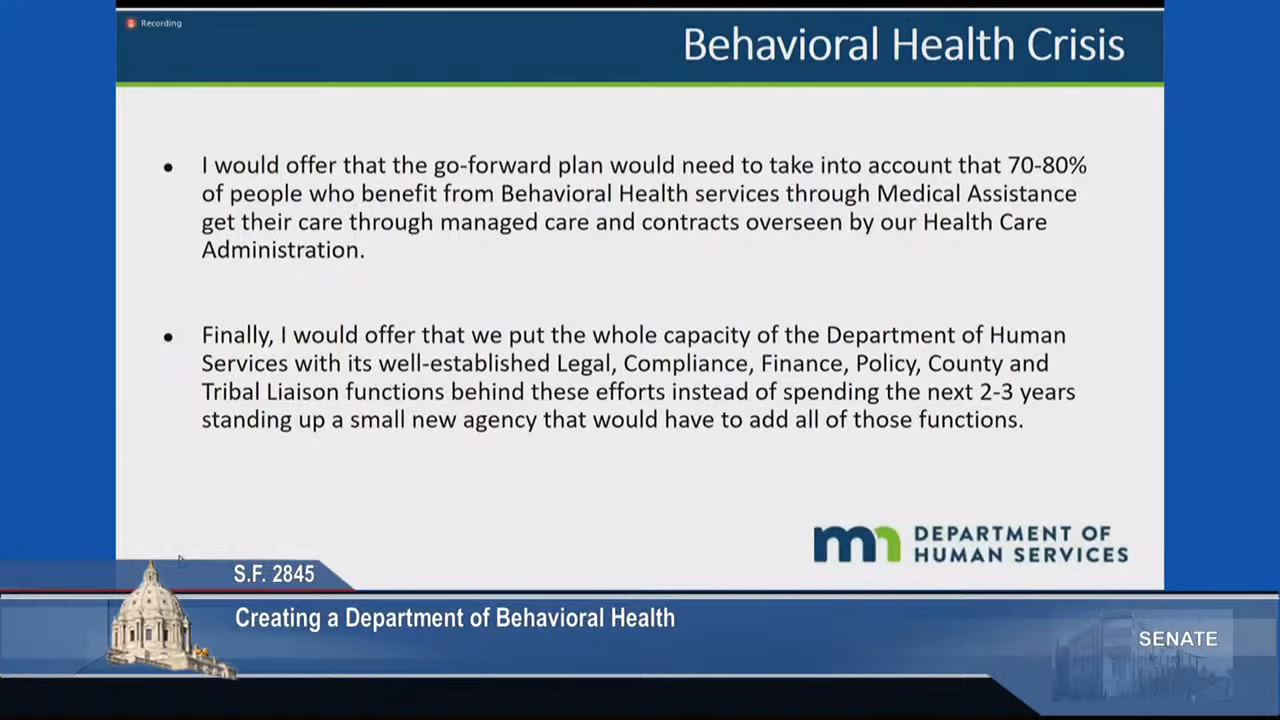 Recording
Behavioral Health Crisis
• I would offer that the go-forward plan would need to take into account that 70-80%
of people who benefit from Behavioral Health services through Medical Assistance
get their care through managed care and contracts overseen by our Health Care
Administration.
• Finally, I would offer that we put the whole capacity of the Department of Human
Services with its well-established Legal, Compliance, Finance, Policy, County and
Tribal Liaison functions behind these efforts instead of spending the next 2-3 years
standing up a small new agency that would have to add all of those functions.
mn DEPARTMENT OF
HUMAN SERVICES
S.F. 2845
Creating a Department of Behavioral Health
SENATE